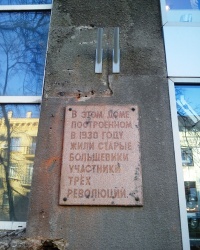 В ЭТОМ ДОМЕ
ПОСТРОЕННОМ
В 1930 ГОДУ
ЖИЛИ СТАРЫЕ
БОЛЬШЕВИКИ
УЧАСТНИКИ
ТРЕХ
РЕВОЛЮЦИЙ